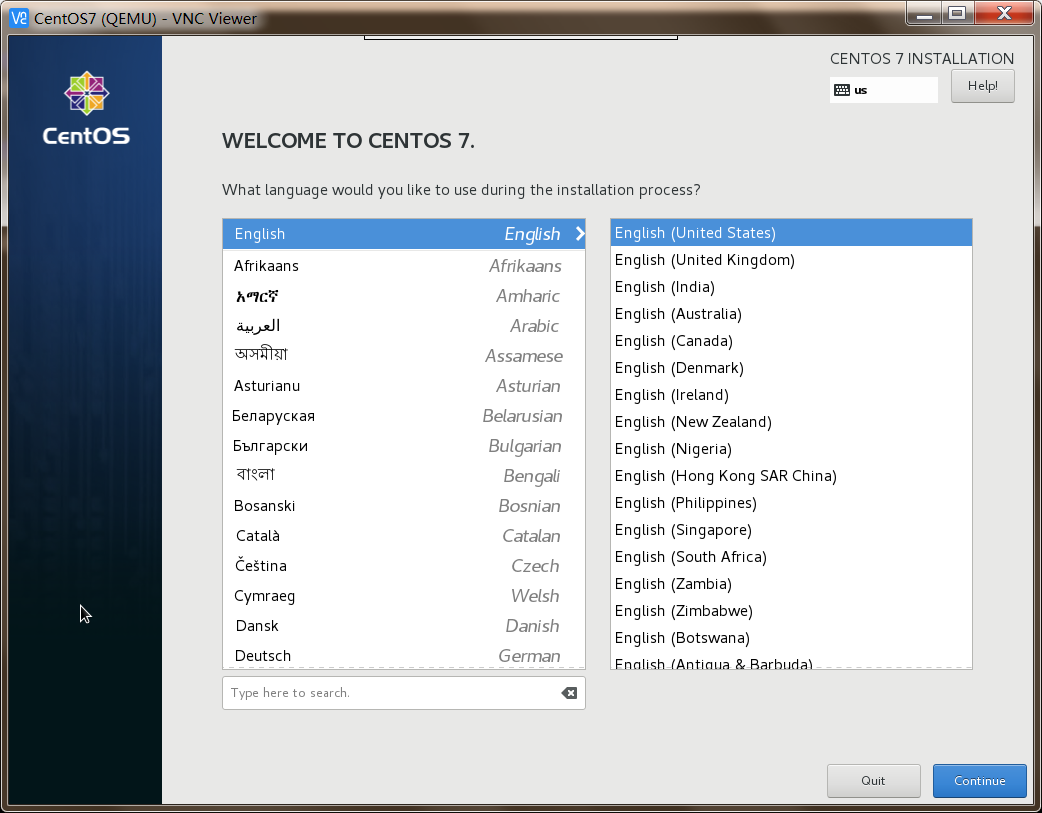 CentOS7 (QEMU) - VNC Viewer
CentOS
CENTOS 7 INSTALLATION
us
Help!
WELCOME TO CENTOS 7.
What language would you like to use during the installation process?
English English
Afrikaans Afrikaans
አማርኛ Amharic
العربية Arabic
অসমীয়া Assamese
Asturianu Asturian
Беларуская Belarusian
Български Bulgarian
বাংলা Bengali
Bosanski Bosnian
Català Catalan
Čeština Czech
Cymraeg Welsh
Dansk Danish
Deutsch German
Type here to search.
English (United States)
English (United Kingdom)
English (India)
English (Australia)
English (Canada)
English (Denmark)
English (Ireland)
English (New Zealand)
English (Nigeria)
English (Hong Kong SAR China)
English (Philippines)
English (Singapore)
English (South Africa)
English (Zambia)
English (Zimbabwe)
English (Botswana)
English (Antigua & Barbuda)
Quit
Continue